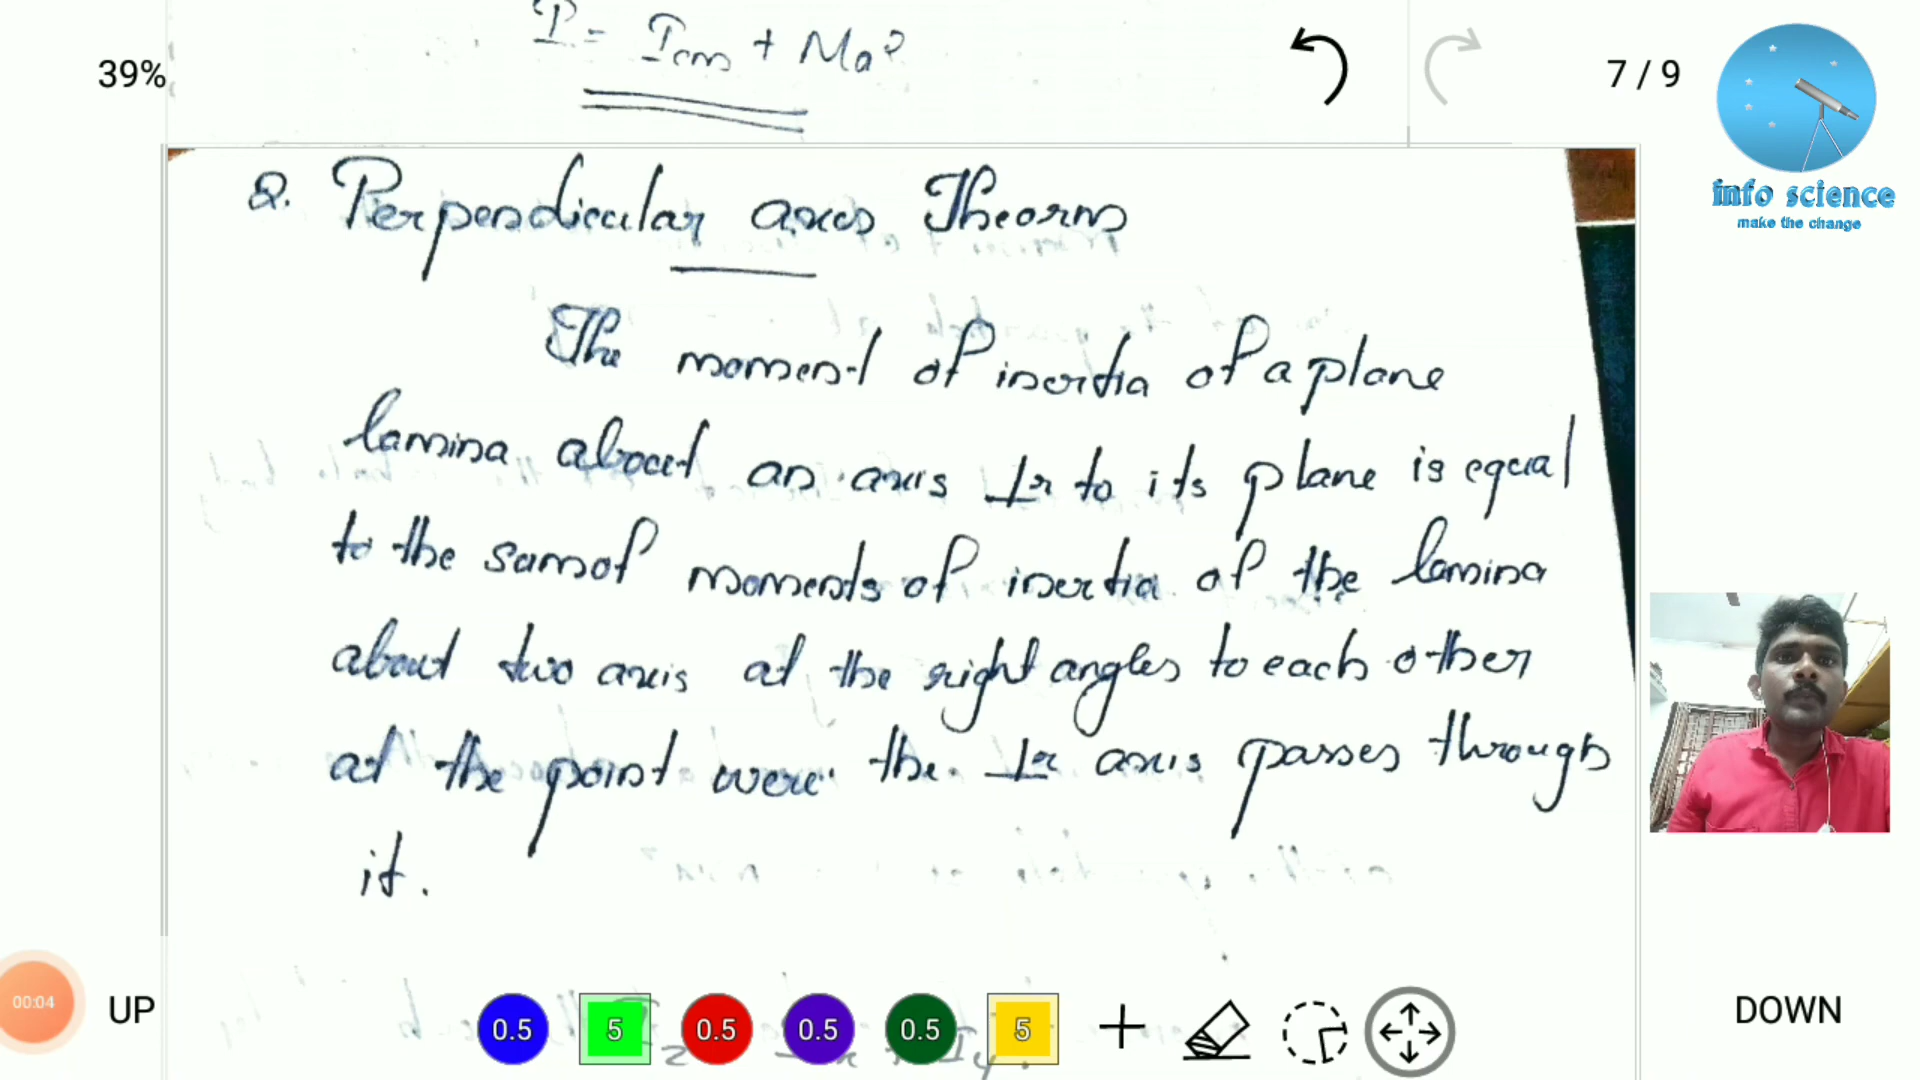 I = Icm + Ma²
39%
7 / 9
info science
make the change
2. Perpendicular axes Theorm
The moment of inertia of a plane
lamina about an axis ⊥r to its plane is equal
to the sum of moments of inertia of the lamina
about two axis at the right angles to each other
at the point were the ⊥r axis passes through
it.
00:04
UP
0.5
5
0.5
0.5
0.5
5
DOWN